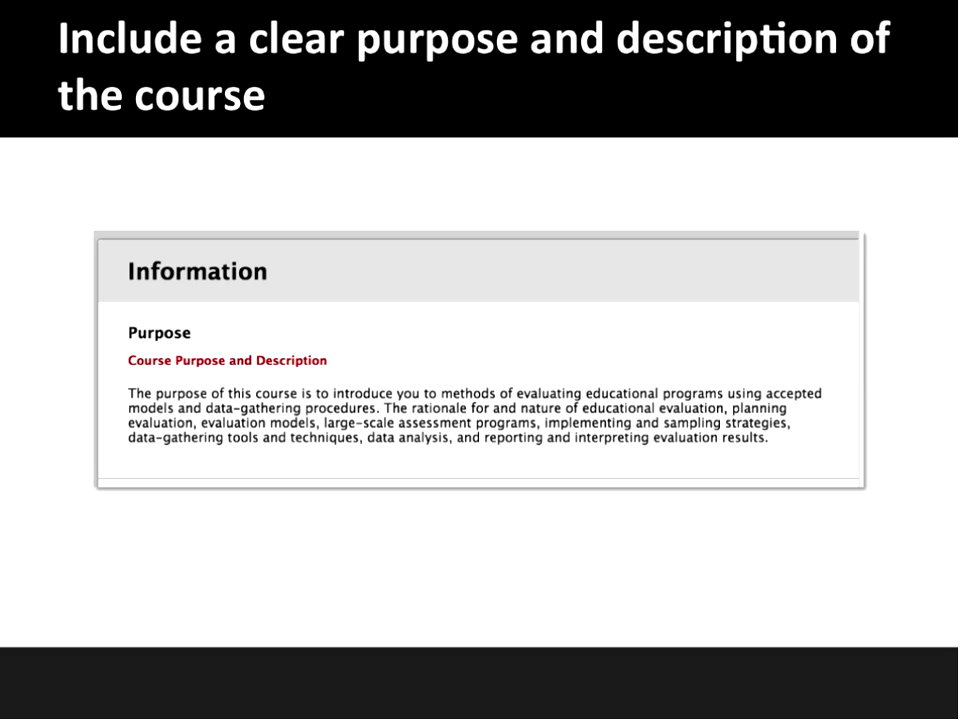 Include a clear purpose and description of
the course
Information
Purpose
Course Purpose and Description
The purpose of this course is to introduce you to methods of evaluating educational programs using accepted
models and data-gathering procedures. The rationale for and nature of educational evaluation, planning
evaluation, evaluation models, large-scale assessment programs, implementing and sampling strategies,
data-gathering tools and techniques, data analysis, and reporting and interpreting evaluation results.